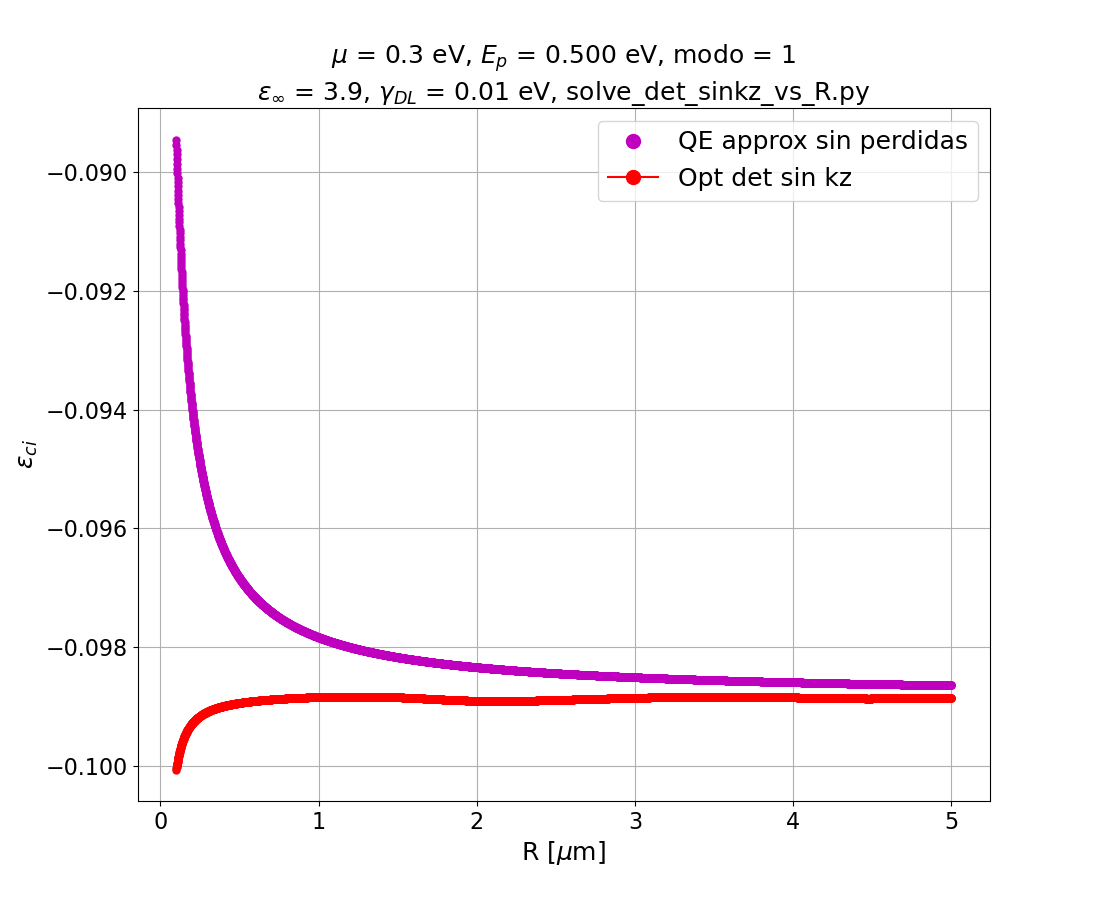 μ = 0.3 eV, E_p = 0.500 eV, modo = 1
ε_∞ = 3.9, γ_DL = 0.01 eV, solve_det_sinkz_vs_R.py
QE approx sin perdidas
Opt det sin kz
−0.090
−0.092
−0.094
−0.096
−0.098
−0.100
ε_ci
0 1 2 3 4 5
R [μm]